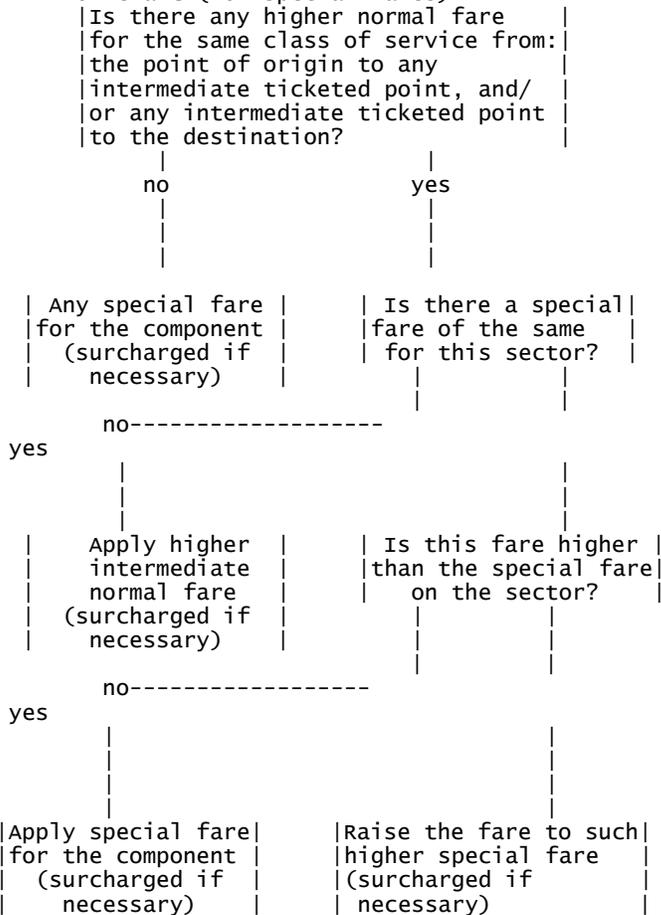 |Is there any higher normal fare |
|for the same class of service from:|
|the point of origin to any |
|intermediate ticketed point, and/ |
|or any intermediate ticketed point |
|to the destination? |
| |
no yes
| |
| |
| |
| Any special fare | | Is there a special|
|for the component | |fare of the same |
| (surcharged if | | for this sector? |
| necessary) | | |
| |
no-------------------
yes
| |
| |
| |
| Apply higher | | Is this fare higher |
| intermediate | |than the special fare|
| normal fare | | on the sector? |
| (surcharged if | | |
| necessary) | | |
| |
no------------------
yes
| |
| |
| |
| |
|Apply special fare| |Raise the fare to such|
|for the component | |higher special fare |
| (surcharged if | |(surcharged if |
| necessary) | | necessary) |